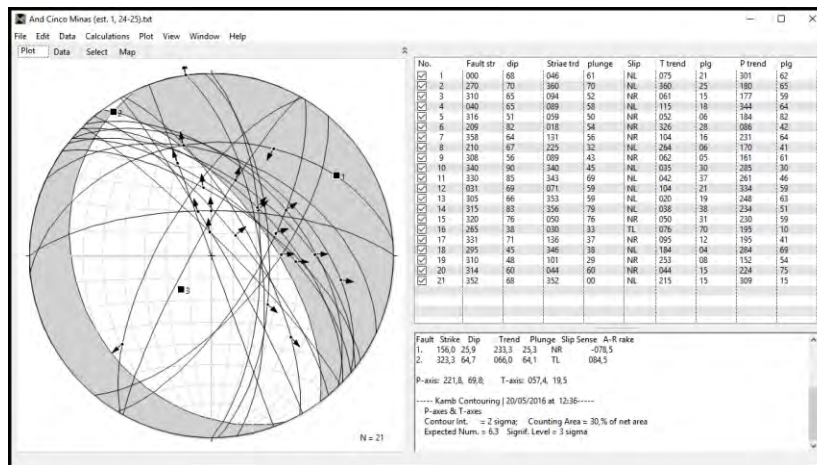 And Cinco Minas (est. 1, 24-25).txt
File Edit Data Calculations Plot View Window Help
Plot Data Select Map
No. Fault str dip Striae trd plunge Slip T trend plg P trend plg
1 000 68 046 61 NL 075 21 301 62
2 270 70 360 70 NL 360 25 180 65
3 310 65 094 52 NR 061 15 177 59
4 040 65 089 58 NL 115 18 344 64
5 316 51 059 50 NR 052 06 184 82
6 209 82 018 54 NR 326 28 086 42
7 358 64 131 56 NR 104 16 231 64
8 210 67 225 32 NL 264 06 170 41
9 308 56 089 43 NR 062 05 161 61
10 340 90 340 45 NL 035 30 285 30
11 330 85 343 69 NL 042 37 261 46
12 031 69 071 59 NL 104 21 334 59
13 305 66 353 59 NL 020 19 248 63
14 315 83 356 79 NL 038 38 234 51
15 320 76 050 76 NR 050 31 230 59
16 265 38 030 33 TL 076 70 195 10
17 331 71 136 37 NR 095 12 195 41
18 295 45 346 38 NL 184 04 284 69
19 310 48 101 29 NR 253 08 152 54
20 314 60 044 60 NR 044 15 224 75
21 352 68 352 00 NL 215 15 309 15
2
1
3
N = 21
Fault Strike Dip Trend Plunge Slip Sense A-R rake
1. 156,0 25,9 233,3 25,3 NR -078,5
2. 323,3 64,7 066,0 64,1 TL 084,5
P-axis: 221,8, 69,8; T-axis: 057,4, 19,5
----- Kamb Contouring | 20/05/2016 at 12:36-----
P-axes & T-axes
Contour Int. = 2 sigma; Counting Area = 30,% of net area
Expected Num. = 6.3 Signif. Level = 3 sigma